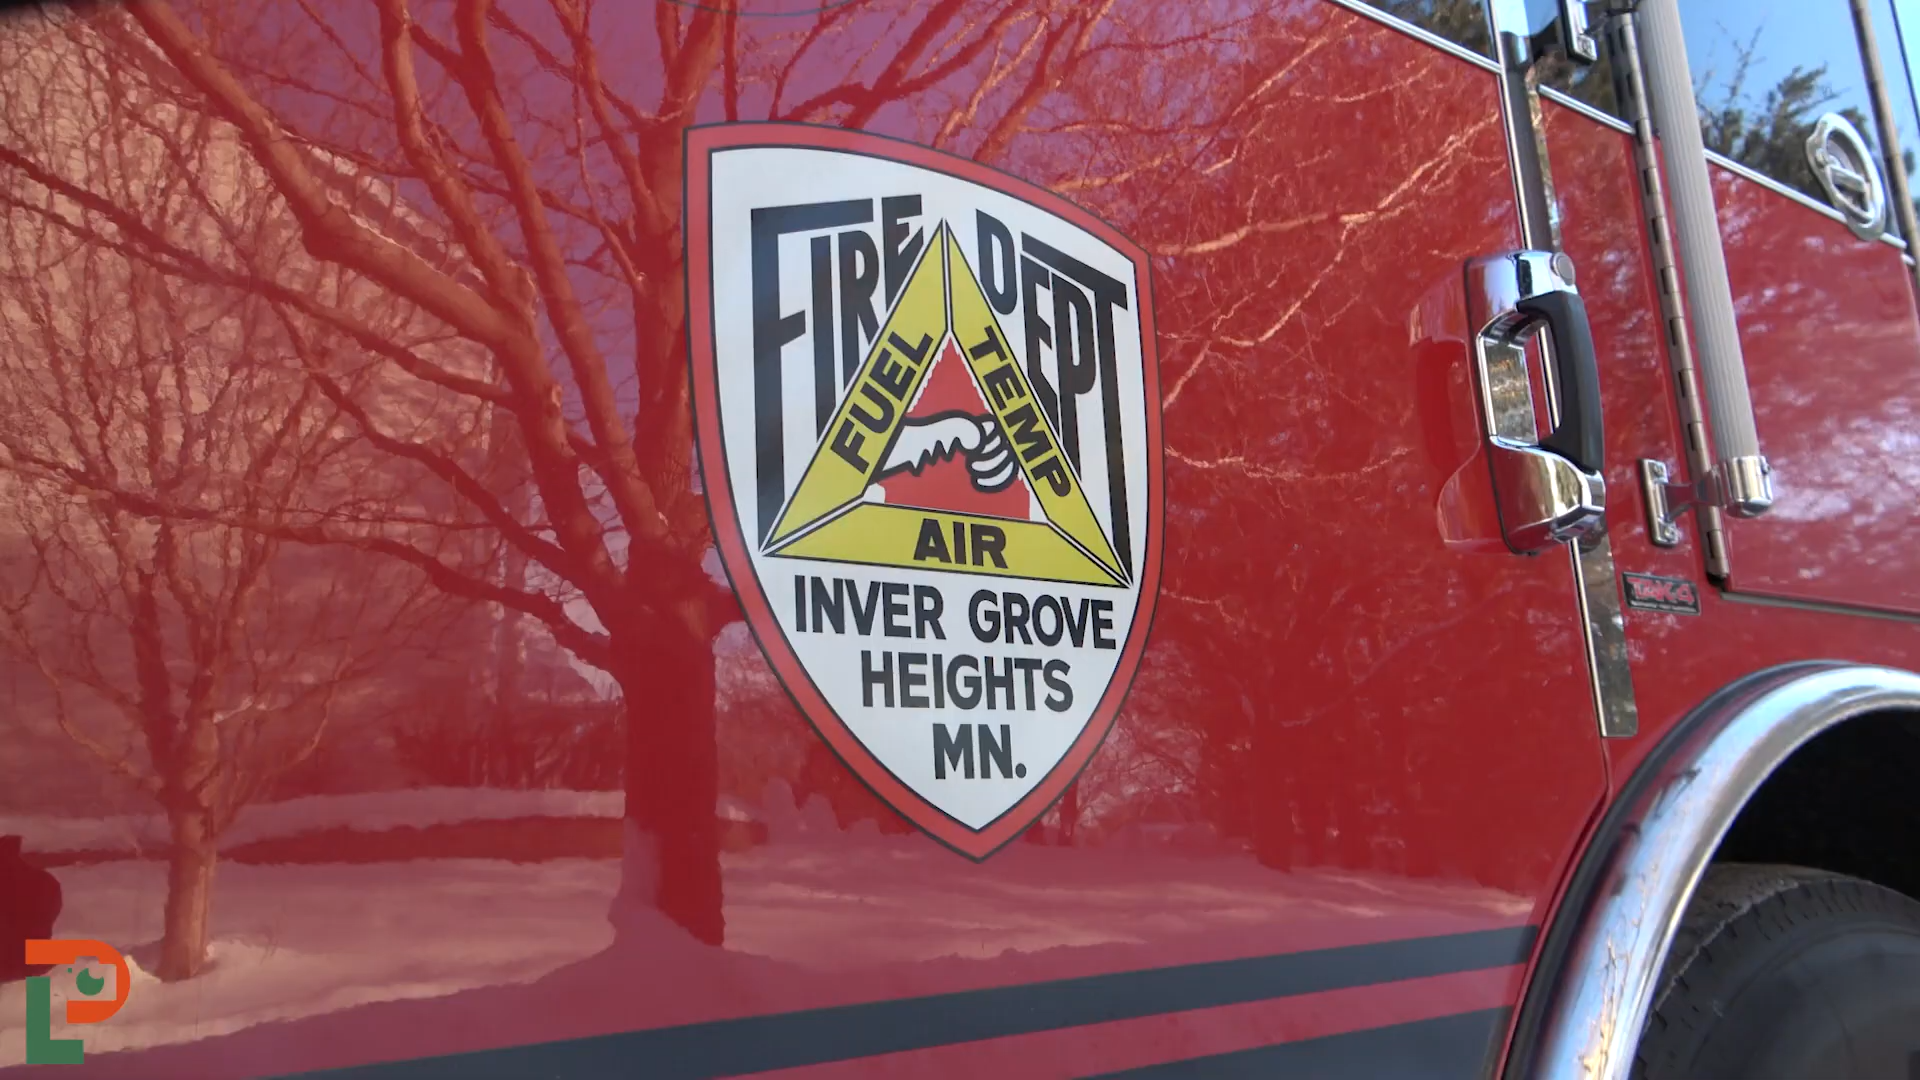 FIRE DEPT
FUEL
TEMP
AIR
INVER GROVE
HEIGHTS
MN.